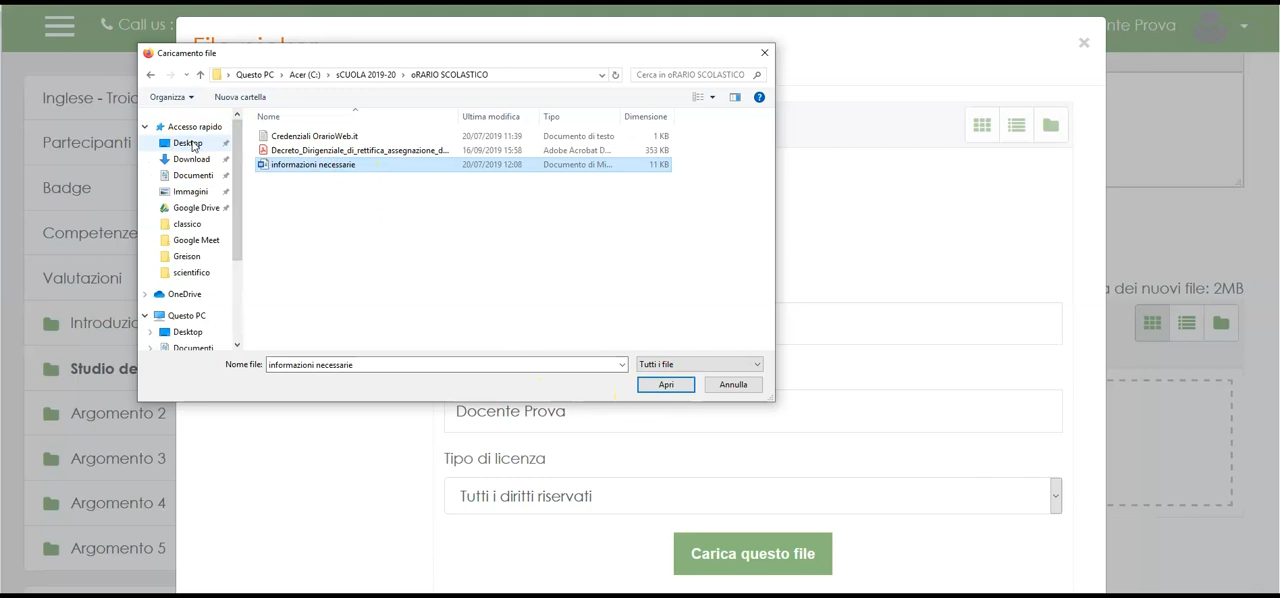 Call us :
nte Prova
Caricamento file
Questo PC > Acer (C:) > sCUOLA 2019-20 > oRARIO SCOLASTICO
Cerca in oRARIO SCOLASTICO
Organizza
Nuova cartella
Nome
Ultima modifica
Tipo
Dimensione
Credenziali OrarioWeb.it 20/07/2019 11:39 Documento di testo 1 KB
Decreto_Dirigenziale_di_rettifica_assegnazione_d... 16/09/2019 15:58 Adobe Acrobat D... 353 KB
informazioni necessarie 20/07/2019 12:08 Documento di Mi... 11 KB
Accesso rapido
Desktop
Download
Documenti
Immagini
Google Drive
classico
Google Meet
Greison
scientifico
OneDrive
Questo PC
Desktop
Documenti
Nome file:
informazioni necessarie
Tutti i file
Apri
Annulla
Inglese - Troia
Partecipanti
Badge
Competenze
Valutazioni
Introduzio
Studio de
Argomento 2
Argomento 3
Argomento 4
Argomento 5
a dei nuovi file: 2MB
Docente Prova
Tipo di licenza
Tutti i diritti riservati
Carica questo file